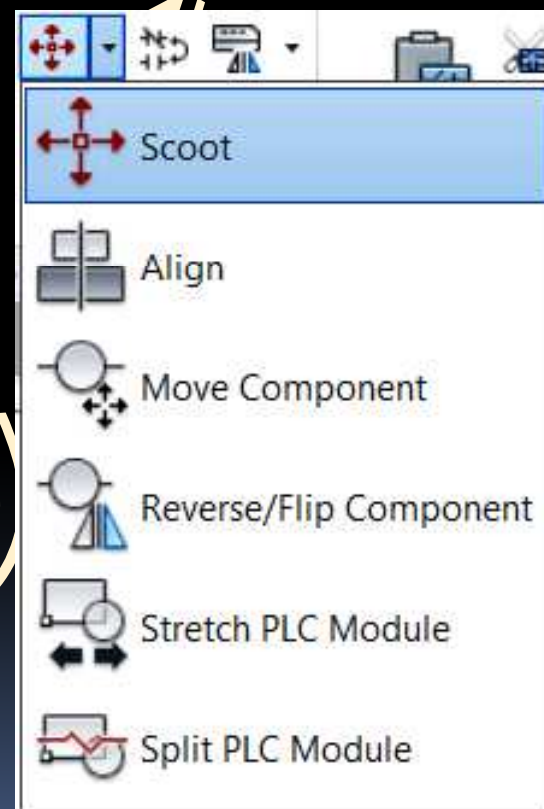 Scoot
Align
Move Component
Reverse/Flip Component
Stretch PLC Module
Split PLC Module